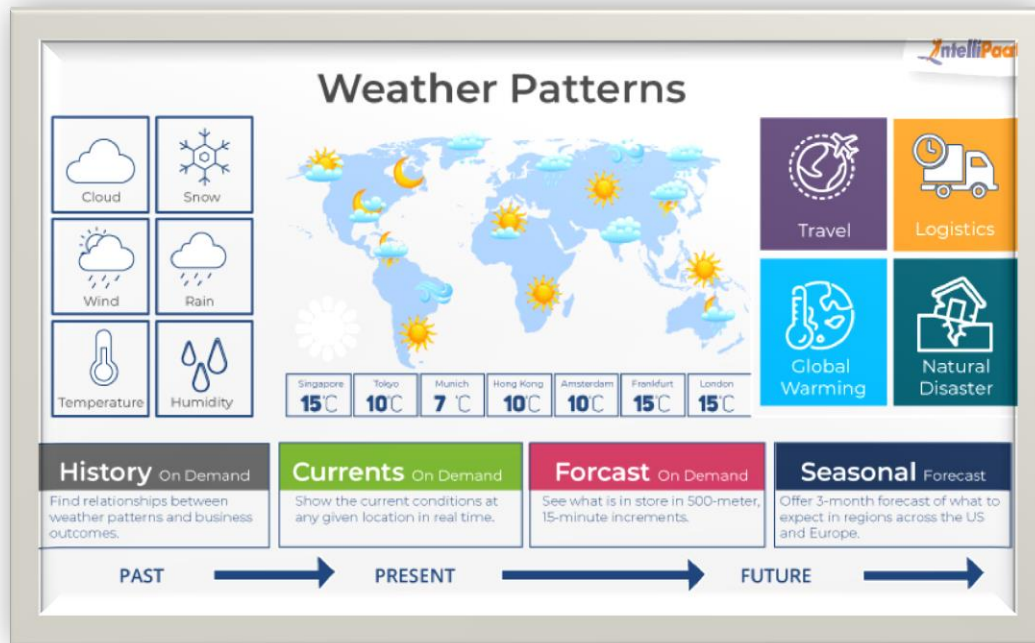 IntelliPaat
Weather Patterns
Cloud
Snow
Wind
Rain
Temperature
Humidity
Singapore
15°C
Tokyo
10°C
Munich
7 °C
Hong Kong
10°C
Amsterdam
10°C
Frankfurt
15°C
London
15°C
Travel
Logistics
Global
Warming
Natural
Disaster
History On Demand
Find relationships between
weather patterns and business
outcomes.
Currents On Demand
Show the current conditions at
any given location in real time.
Forcast On Demand
See what is in store in 500-meter,
15-minute increments.
Seasonal Forecast
Offer 3-month forecast of what to
expect in regions across the US
and Europe.
PAST
PRESENT
FUTURE